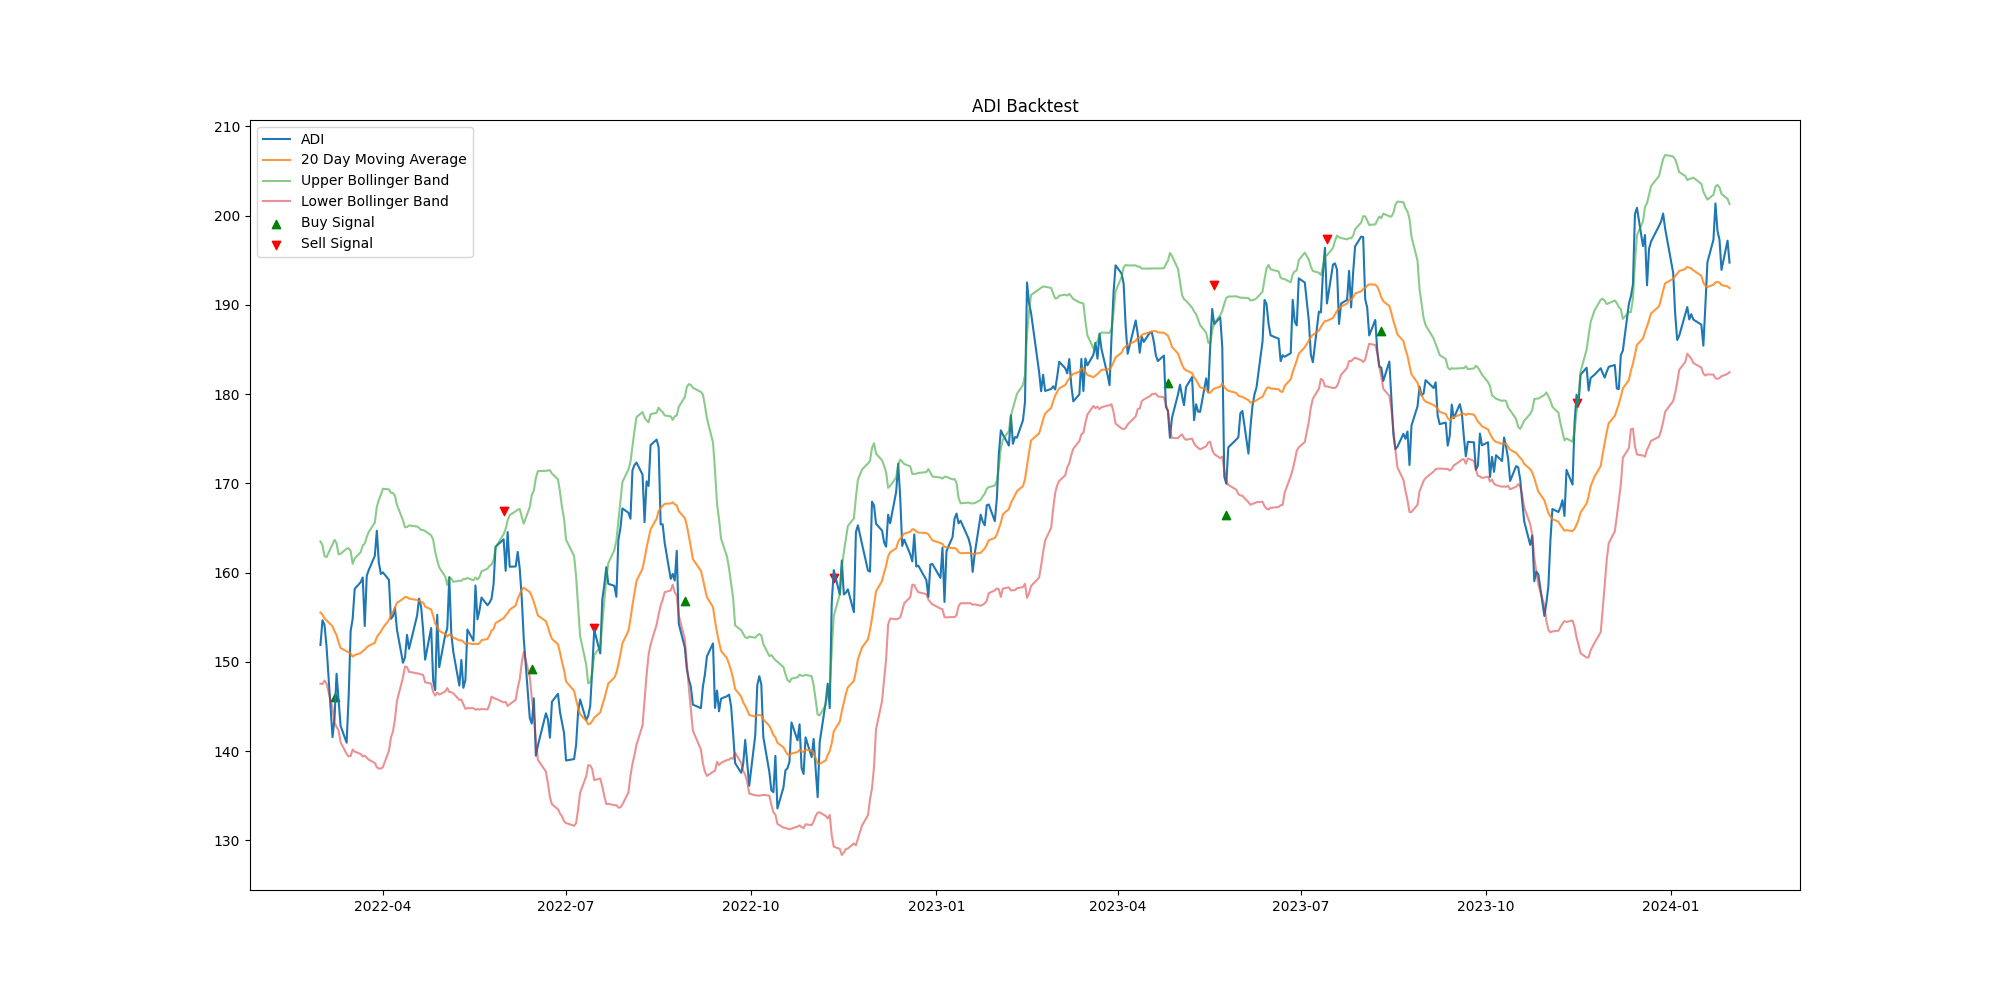 ADI Backtest
ADI
20 Day Moving Average
Upper Bollinger Band
Lower Bollinger Band
Buy Signal
Sell Signal
210
200
190
180
170
160
150
140
130
2022-04
2022-07
2022-10
2023-01
2023-04
2023-07
2023-10
2024-01